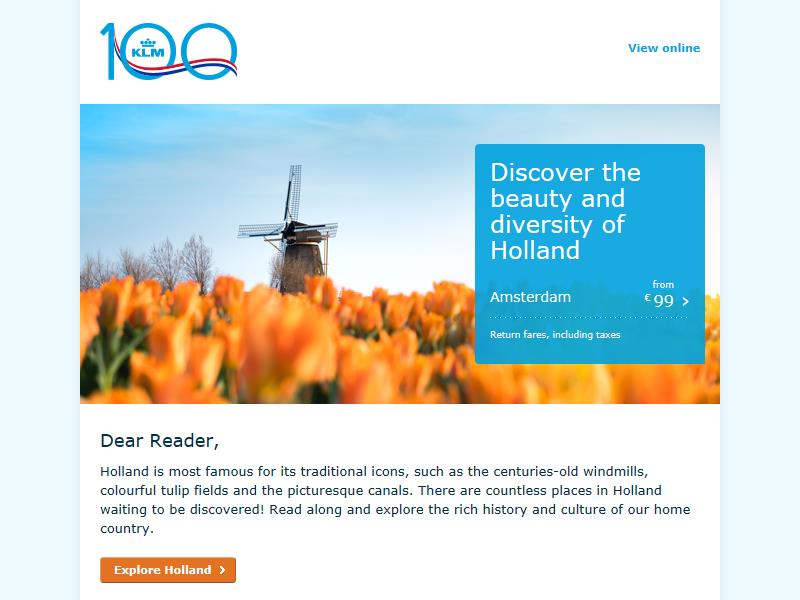 100
KLM
View online
Discover the
beauty and
diversity of
Holland
from
Amsterdam € 99 >
Return fares, including taxes
Dear Reader,
Holland is most famous for its traditional icons, such as the centuries-old windmills,
colourful tulip fields and the picturesque canals. There are countless places in Holland
waiting to be discovered! Read along and explore the rich history and culture of our home
country.
Explore Holland >